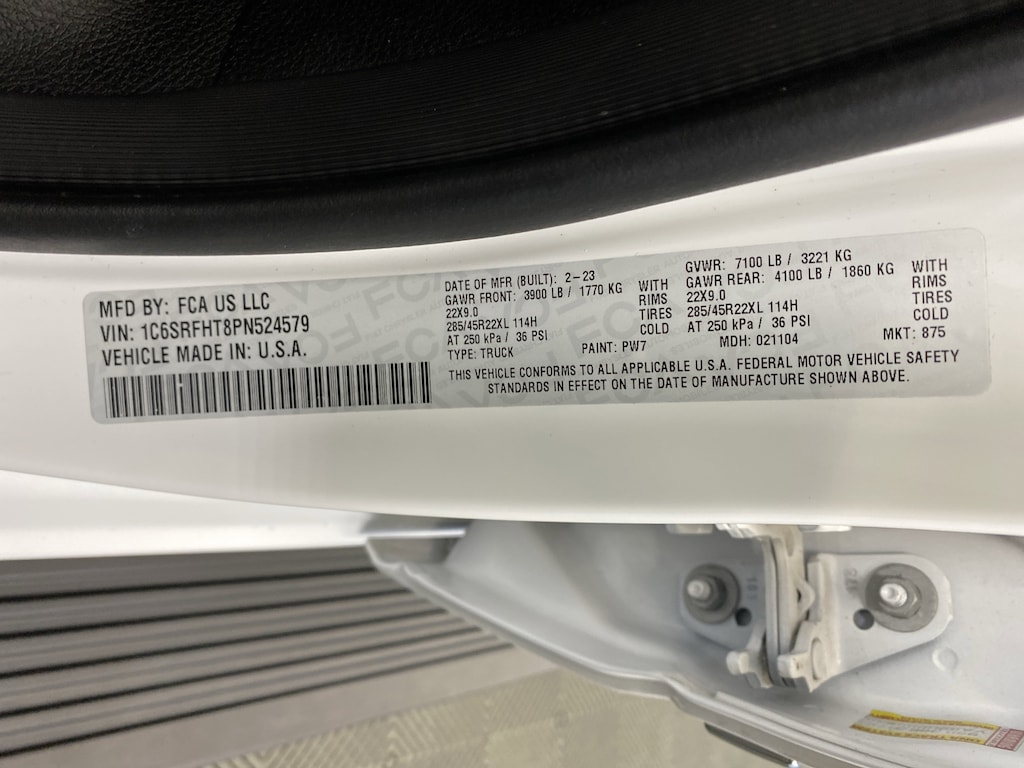 MFD BY: FCA US LLC
VIN: 1C6SRFHT8PN524579
VEHICLE MADE IN: U.S.A.
DATE OF MFR (BUILT): 2-23
GAWR FRONT: 3900 LB / 1770 KG WITH
22X9.0 RIMS
285/45R22XL 114H TIRES
AT 250 kPa / 36 PSI COLD
TYPE: TRUCK PAINT: PW7
GVWR: 7100 LB / 3221 KG
GAWR REAR: 4100 LB / 1860 KG WITH
22X9.0 RIMS
285/45R22XL 114H TIRES
AT 250 kPa / 36 PSI COLD
MDH: 021104 MKT: 875
THIS VEHICLE CONFORMS TO ALL APPLICABLE U.S.A. FEDERAL MOTOR VEHICLE SAFETY
STANDARDS IN EFFECT ON THE DATE OF MANUFACTURE SHOWN ABOVE.